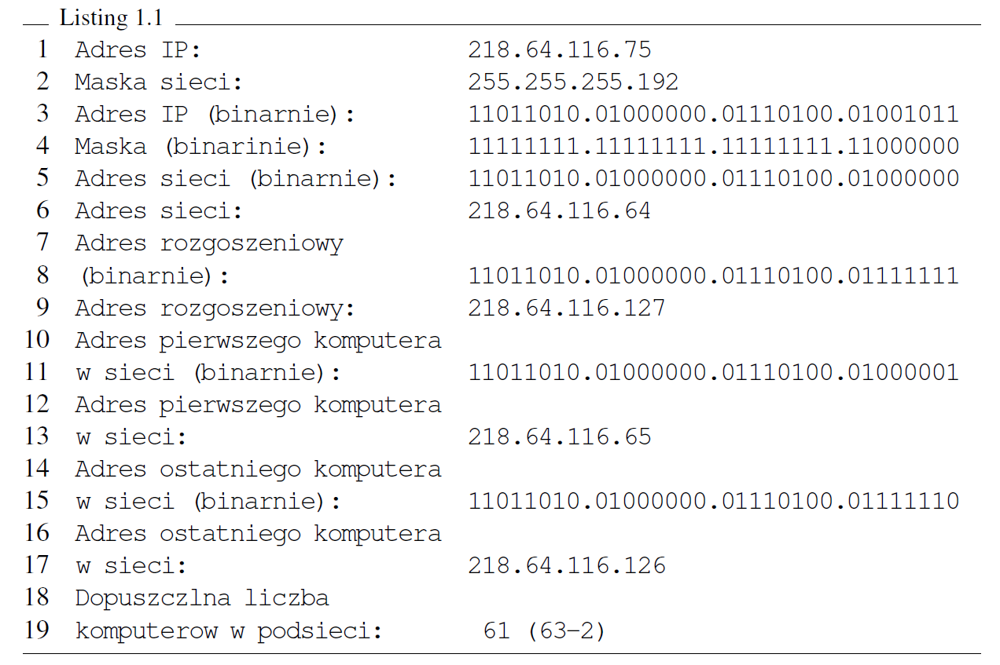 Listing 1.1
1 Adres IP: 218.64.116.75
2 Maska sieci: 255.255.255.192
3 Adres IP (binarnie): 11011010.01000000.01110100.01001011
4 Maska (binarinie): 11111111.11111111.11111111.11000000
5 Adres sieci (binarnie): 11011010.01000000.01110100.01000000
6 Adres sieci: 218.64.116.64
7 Adres rozgoszeniowy
8 (binarnie): 11011010.01000000.01110100.01111111
9 Adres rozgoszeniowy: 218.64.116.127
10 Adres pierwszego komputera
11 w sieci (binarnie): 11011010.01000000.01110100.01000001
12 Adres pierwszego komputera
13 w sieci: 218.64.116.65
14 Adres ostatniego komputera
15 w sieci (binarnie): 11011010.01000000.01110100.01111110
16 Adres ostatniego komputera
17 w sieci: 218.64.116.126
18 Dopuszczlna liczba
19 komputerow w podsieci: 61 (63−2)